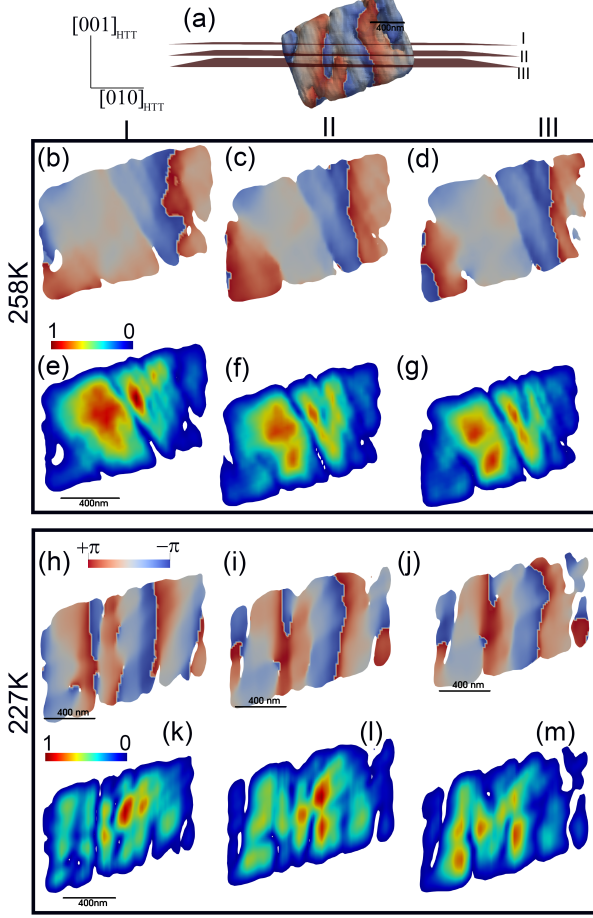 (a)
[001]HTT
400nm
I
II
III
[010]HTT
I
II
III
(b)
(c)
(d)
258K
1
0
(e)
(f)
(g)
400nm
+π
−π
(h)
(i)
(j)
400 nm
400 nm
400 nm
227K
1
0
(k)
(l)
(m)
400nm